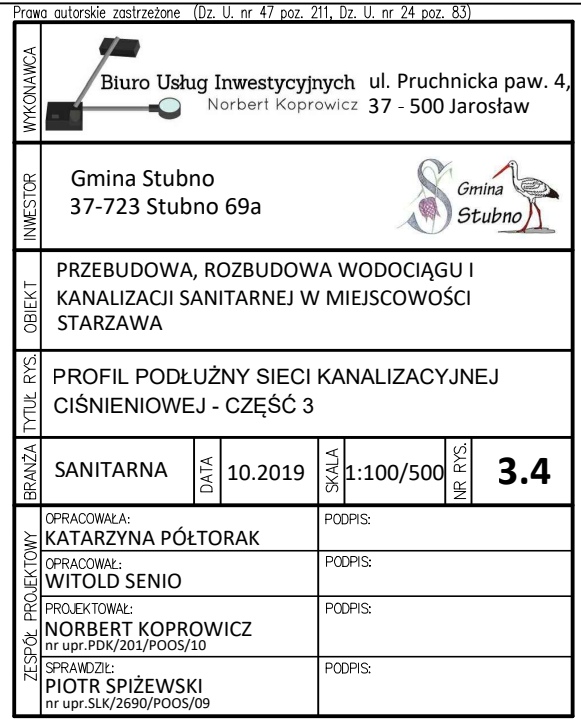 Prawa autorskie zastrzeżone (Dz. U. nr 47 poz. 211, Dz. U. nr 24 poz. 83)
WYKONAWCA
Biuro Usług Inwestycyjnych
Norbert Koprowicz
ul. Pruchnicka paw. 4,
37 - 500 Jarosław
INWESTOR
Gmina Stubno
37-723 Stubno 69a
Gmina
Stubno
OBIEKT
PRZEBUDOWA, ROZBUDOWA WODOCIĄGU I
KANALIZACJI SANITARNEJ W MIEJSCOWOŚCI
STARZAWA
TYTUŁ RYS.
PROFIL PODŁUŻNY SIECI KANALIZACYJNEJ
CIŚNIENIOWEJ - CZĘŚĆ 3
BRANŻA
SANITARNA
DATA
10.2019
SKALA
1:100/500
NR RYS.
3.4
ZESPÓŁ PROJEKTOWY
OPRACOWAŁA:
KATARZYNA PÓŁTORAK
PODPIS:
OPRACOWAŁ:
WITOLD SENIO
PODPIS:
PROJEKTOWAŁ:
NORBERT KOPROWICZ
nr upr.PDK/201/POOS/10
PODPIS:
SPRAWDZIŁ:
PIOTR SPIŻEWSKI
nr upr.SLK/2690/POOS/09
PODPIS: